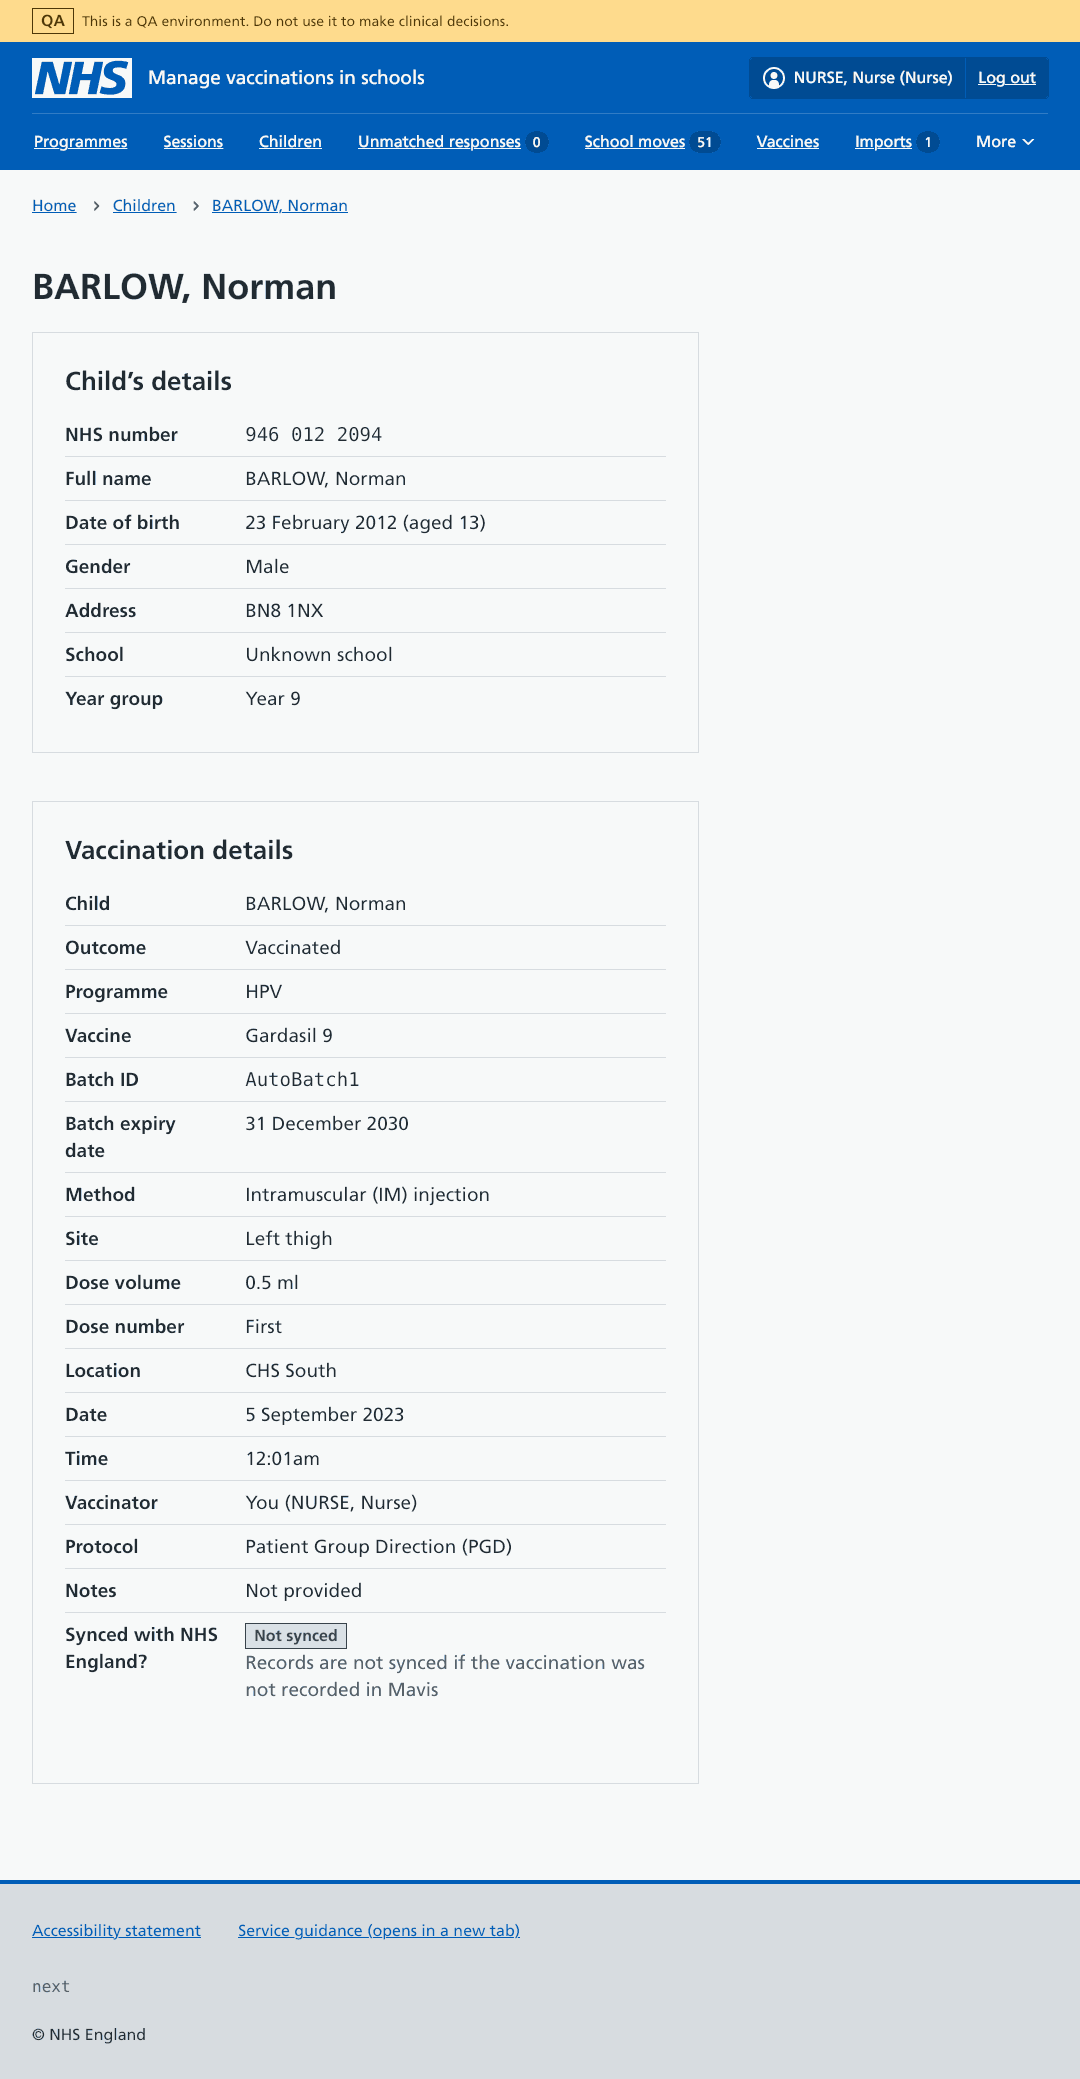 QA This is a QA environment. Do not use it to make clinical decisions.
NHS Manage vaccinations in schools NURSE, Nurse (Nurse) Log out
Programmes Sessions Children Unmatched responses 0 School moves 51 Vaccines Imports 1 More
Home Children BARLOW, Norman
BARLOW, Norman
Child’s details
NHS number 946 012 2094
Full name BARLOW, Norman
Date of birth 23 February 2012 (aged 13)
Gender Male
Address BN8 1NX
School Unknown school
Year group Year 9
Vaccination details
Child BARLOW, Norman
Outcome Vaccinated
Programme HPV
Vaccine Gardasil 9
Batch ID AutoBatch1
Batch expiry 31 December 2030
date
Method Intramuscular (IM) injection
Site Left thigh
Dose volume 0.5 ml
Dose number First
Location CHS South
Date 5 September 2023
Time 12:01am
Vaccinator You (NURSE, Nurse)
Protocol Patient Group Direction (PGD)
Notes Not provided
Synced with NHS Not synced
England? Records are not synced if the vaccination was
not recorded in Mavis
Accessibility statement Service guidance (opens in a new tab)
next
© NHS England